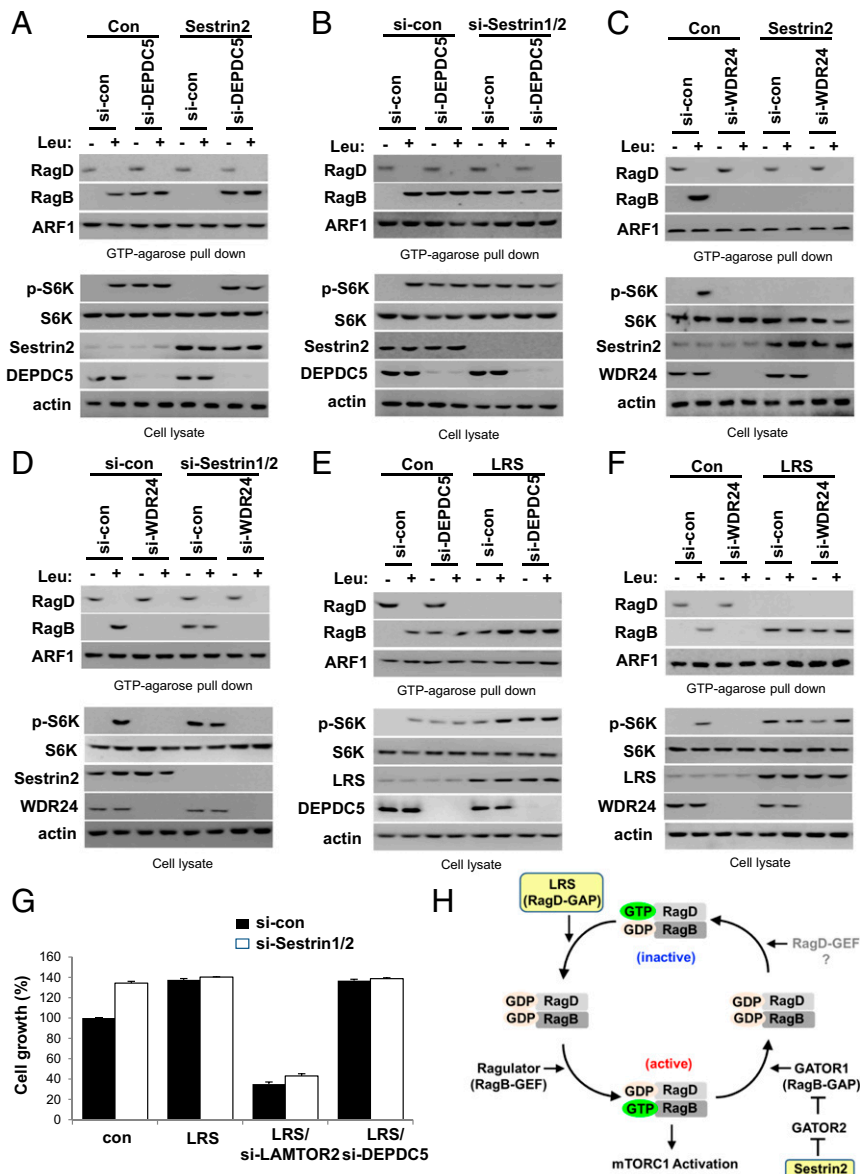 A
Con Sestrin2
si-con si-DEPDC5 si-con si-DEPDC5
Leu: - + - + - + - +
RagD
RagB
ARF1
GTP-agarose pull down
p-S6K
S6K
Sestrin2
DEPDC5
actin
Cell lysate
B
si-con si-Sestrin1/2
si-con si-DEPDC5 si-con si-DEPDC5
Leu: - + - + - + - +
RagD
RagB
ARF1
GTP-agarose pull down
p-S6K
S6K
Sestrin2
DEPDC5
actin
Cell lysate
C
Con Sestrin2
si-con si-WDR24 si-con si-WDR24
Leu: - + - + - + - +
RagD
RagB
ARF1
GTP-agarose pull down
p-S6K
S6K
Sestrin2
WDR24
actin
Cell lysate
D
si-con si-Sestrin1/2
si-con si-WDR24 si-con si-WDR24
Leu: - + - + - + - +
RagD
RagB
ARF1
GTP-agarose pull down
p-S6K
S6K
Sestrin2
WDR24
actin
Cell lysate
E
Con LRS
si-con si-DEPDC5 si-con si-DEPDC5
Leu: - + - + - + - +
RagD
RagB
ARF1
GTP-agarose pull down
p-S6K
S6K
LRS
DEPDC5
actin
Cell lysate
F
Con LRS
si-con si-WDR24 si-con si-WDR24
Leu: - + - + - + - +
RagD
RagB
ARF1
GTP-agarose pull down
p-S6K
S6K
LRS
WDR24
actin
Cell lysate
G
si-con
si-Sestrin1/2
Cell growth (%)
160
140
120
100
80
60
40
20
0
con LRS LRS/ LRS/
si-LAMTOR2 si-DEPDC5
H
LRS
(RagD-GAP)
GTP RagD
GDP RagB
(inactive)
RagD-GEF
?
GDP RagD
GDP RagB
GDP RagD
GDP RagB
Ragulator
(RagB-GEF)
(active)
GDP RagD
GTP RagB
GATOR1
(RagB-GAP)
GATOR2
mTORC1 Activation
Sestrin2